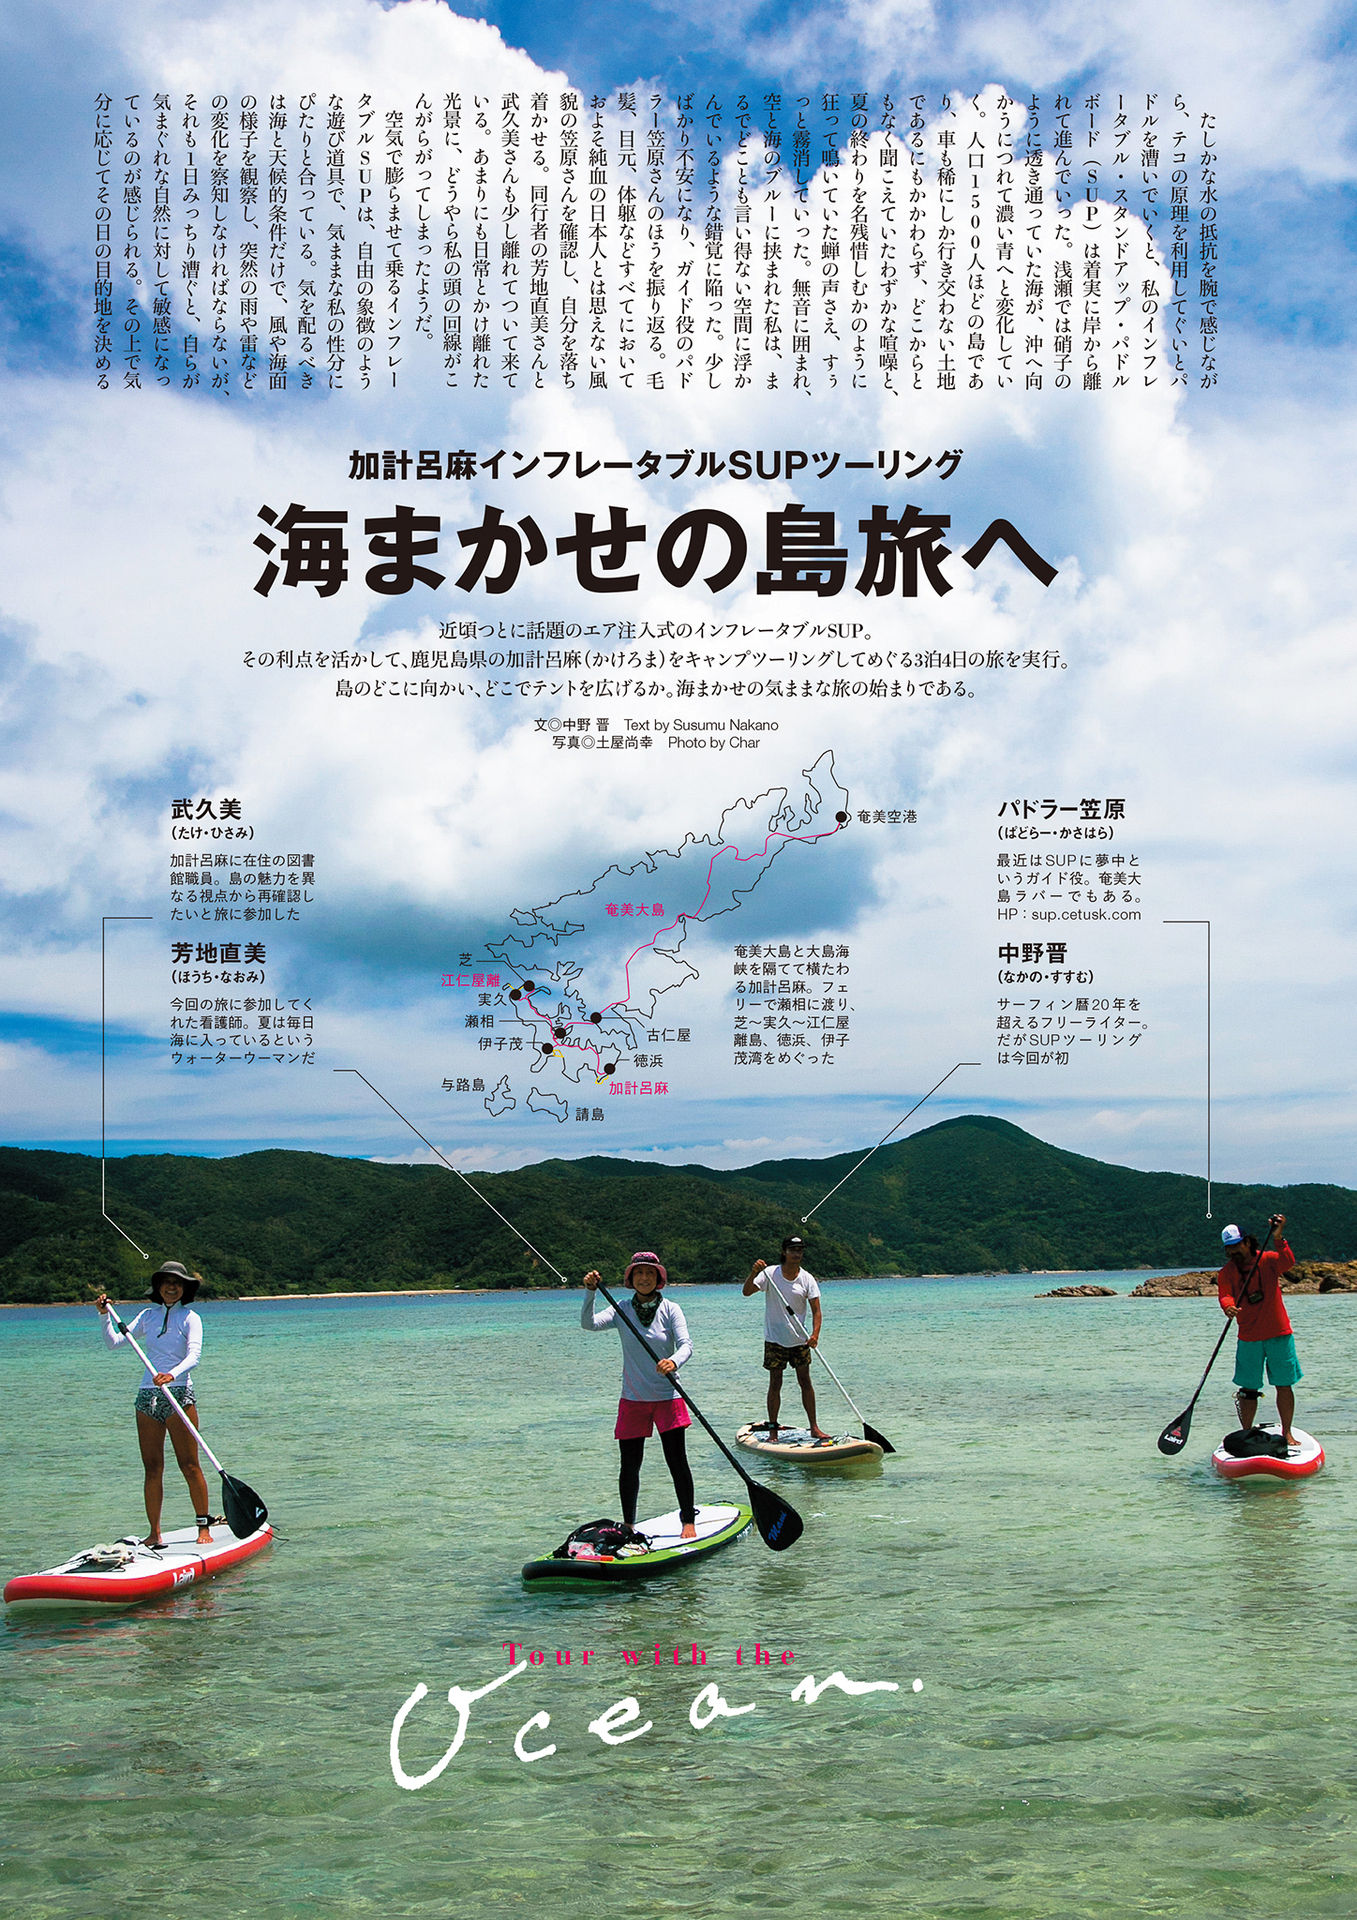 たしかな水の抵抗を腕で感じなが
ら、テコの原理を利用してぐいとパ
ドルを漕いでいくと、私のインフレ
ータブル・スタンドアップ・パドル
ボード（SUP）は着実に岸から離
れて進んでいった。浅瀬では硝子の
ように透き通っていた海が、沖へ向
かうにつれて濃い青へと変化してい
く。人口1500人ほどの島であ
り、車も稀にしか行き交わない土地
であるにもかかわらず、どこからと
もなく聞こえていたわずかな喧噪と、
夏の終わりを名残惜しむかのように
狂って鳴いていた蝉の声さえ、すぅ
っと霧消していった。無音に囲まれ、
空と海のブルーに挟まれた私は、ま
るでどことも言い得ない空間に浮か
んでいるような錯覚に陥った。少し
ばかり不安になり、ガイド役のパド
ラー笠原さんのほうを振り返る。毛
髪、目元、体躯などすべてにおいて
およそ純血の日本人とは思えない風
貌の笠原さんを確認し、自分を落ち
着かせる。同行者の芳地直美さんと
武久美さんも少し離れてついて来て
いる。あまりにも日常とかけ離れた
光景に、どうやら私の頭の回線がこ
んがらがってしまったようだ。
空気で膨らませて乗るインフレー
タブルSUPは、自由の象徴のよう
な遊び道具で、気ままな私の性分に
ぴたりと合っている。気を配るべき
は海と天候的条件だけで、風や海面
の様子を観察し、突然の雨や雷など
の変化を察知しなければならないが、
それも1日みっちり漕ぐと、自らが
気まぐれな自然に対して敏感になっ
ているのが感じられる。その上で気
分に応じてその日の目的地を決める
加計呂麻インフレータブルSUPツーリング
海まかせの島旅へ
近頃つとに話題のエア注入式のインフレータブルSUP。
その利点を活かして、鹿児島県の加計呂麻（かけろま）をキャンプツーリングしてめぐる3泊4日の旅を実行。
島のどこに向かい、どこでテントを広げるか。海まかせの気ままな旅の始まりである。
文◎中野 晋 Text by Susumu Nakano
写真◎土屋尚幸 Photo by Char
武久美
（たけ・ひさみ）
加計呂麻に在住の図書
館職員。島の魅力を異
なる視点から再確認し
たいと旅に参加した
芳地直美
（ほうち・なおみ）
今回の旅に参加してく
れた看護師。夏は毎日
海に入っているという
ウォーターウーマンだ
奄美空港
奄美大島
芝
江仁屋離
実久
瀬相
伊子茂
古仁屋
徳浜
加計呂麻
与路島
請島
奄美大島と大島海
峡を隔てて横たわ
る加計呂麻。フェ
リーで瀬相に渡り、
芝〜実久〜江仁屋
離島、徳浜、伊子
茂湾をめぐった
パドラー笠原
（ぱどらー・かさはら）
最近はSUPに夢中と
いうガイド役。奄美大
島ラバーでもある。
HP：sup.cetusk.com
中野晋
（なかの・すすむ）
サーフィン暦20年を
超えるフリーライター。
だがSUPツーリング
は今回が初
Laird
Maui
Laird
Tour with the
Ocean.